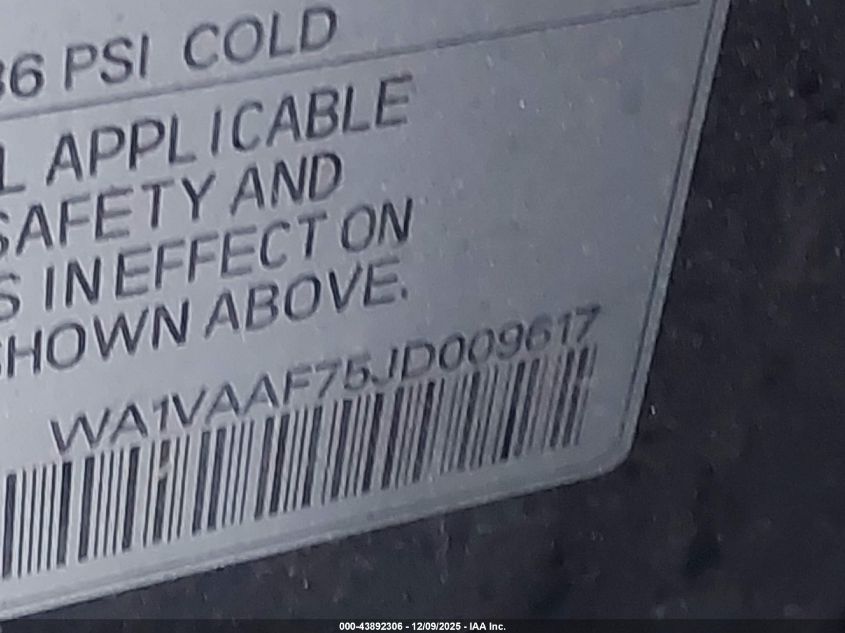 36 PSI COLD
L APPLICABLE
SAFETY AND
S IN EFFECT ON
SHOWN ABOVE.
WA1VAAF75JD009617
000-43892306 - 12/09/2025 - IAA Inc.